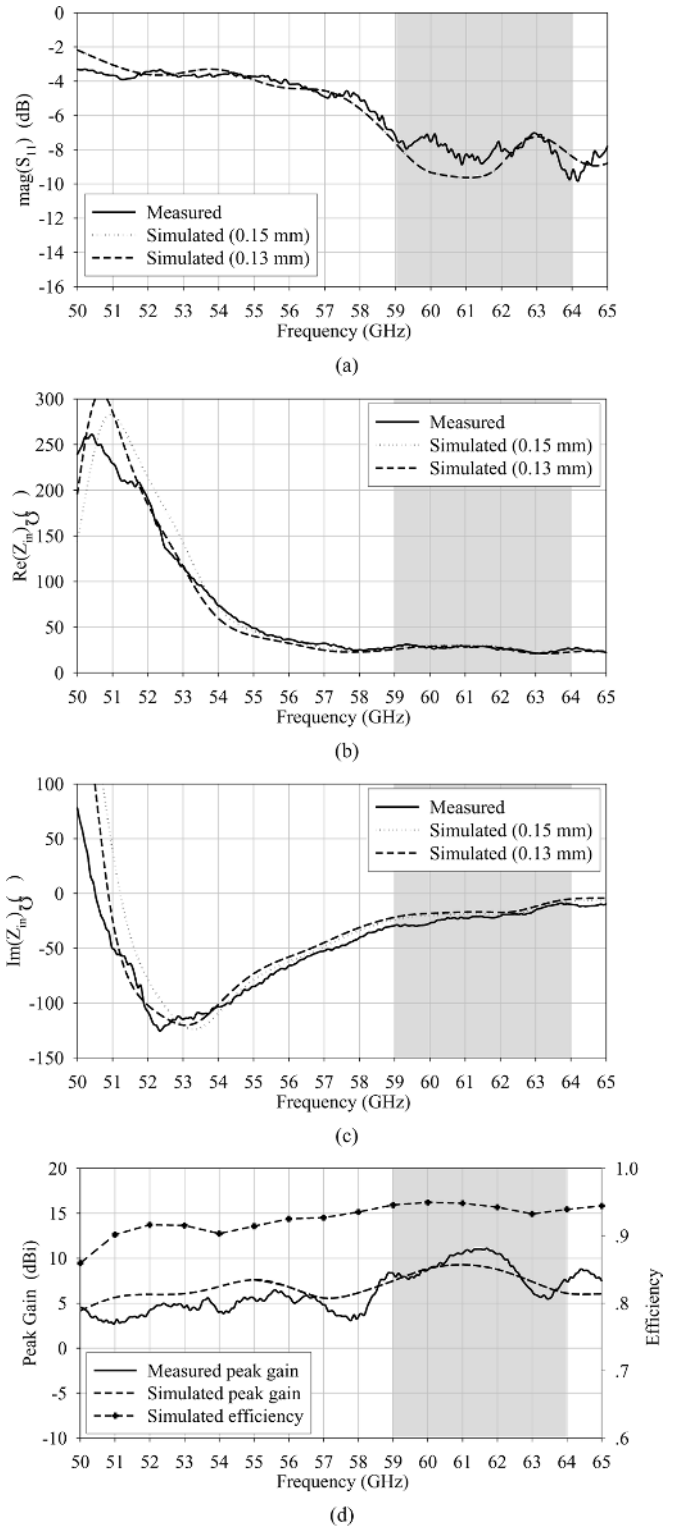 0
-2
-4
-6
-8
-10
-12
-14
-16
mag(S11) (dB)
Measured
Simulated (0.15 mm)
Simulated (0.13 mm)
50 51 52 53 54 55 56 57 58 59 60 61 62 63 64 65
Frequency (GHz)
(a)
300
250
200
150
100
50
0
Re(Zin) (℧)
Measured
Simulated (0.15 mm)
Simulated (0.13 mm)
50 51 52 53 54 55 56 57 58 59 60 61 62 63 64 65
Frequency (GHz)
(b)
100
50
0
-50
-100
-150
Im(Zin) (℧)
Measured
Simulated (0.15 mm)
Simulated (0.13 mm)
50 51 52 53 54 55 56 57 58 59 60 61 62 63 64 65
Frequency (GHz)
(c)
20
15
10
5
0
-5
-10
Peak Gain (dBi)
Measured peak gain
Simulated peak gain
Simulated efficiency
1.0
.9
.8
.7
.6
Efficiency
50 51 52 53 54 55 56 57 58 59 60 61 62 63 64 65
Frequency (GHz)
(d)